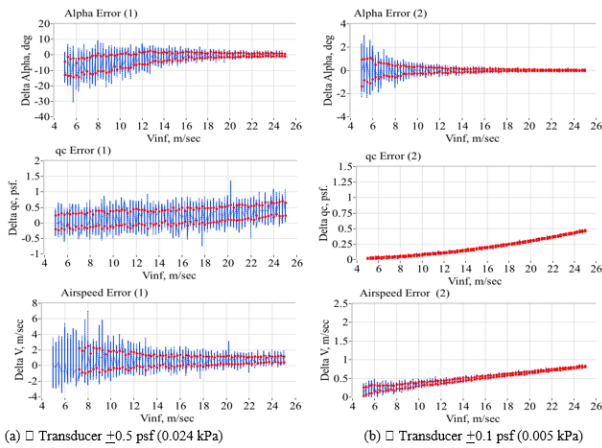 Alpha Error (1)
Delta Alpha, deg
20
10
0
-10
-20
-30
-40
4 6 8 10 12 14 16 18 20 22 24 26
Vinf, m/sec
Alpha Error (2)
Delta Alpha, deg
4
2
0
-2
-4
4 6 8 10 12 14 16 18 20 22 24 26
Vinf, m/sec
qc Error (1)
Delta qc, psf.
2
1.5
1
0.5
0
-0.5
-1
4 6 8 10 12 14 16 18 20 22 24 26
Vinf, m/sec
qc Error (2)
Delta qc, psf.
1.5
1.25
1
0.75
0.5
0.25
0
4 6 8 10 12 14 16 18 20 22 24 26
Vinf, m/sec
Airspeed Error (1)
Delta V, m/sec
8
6
4
2
0
-2
-4
4 6 8 10 12 14 16 18 20 22 24 26
Vinf, m/sec
Airspeed Error (2)
Delta V, m/sec
2.5
2
1.5
1
0.5
0
4 6 8 10 12 14 16 18 20 22 24 26
Vinf, m/sec
(a) □ Transducer ±0.5 psf (0.024 kPa)
(b) □ Transducer ±0.1 psf (0.005 kPa)